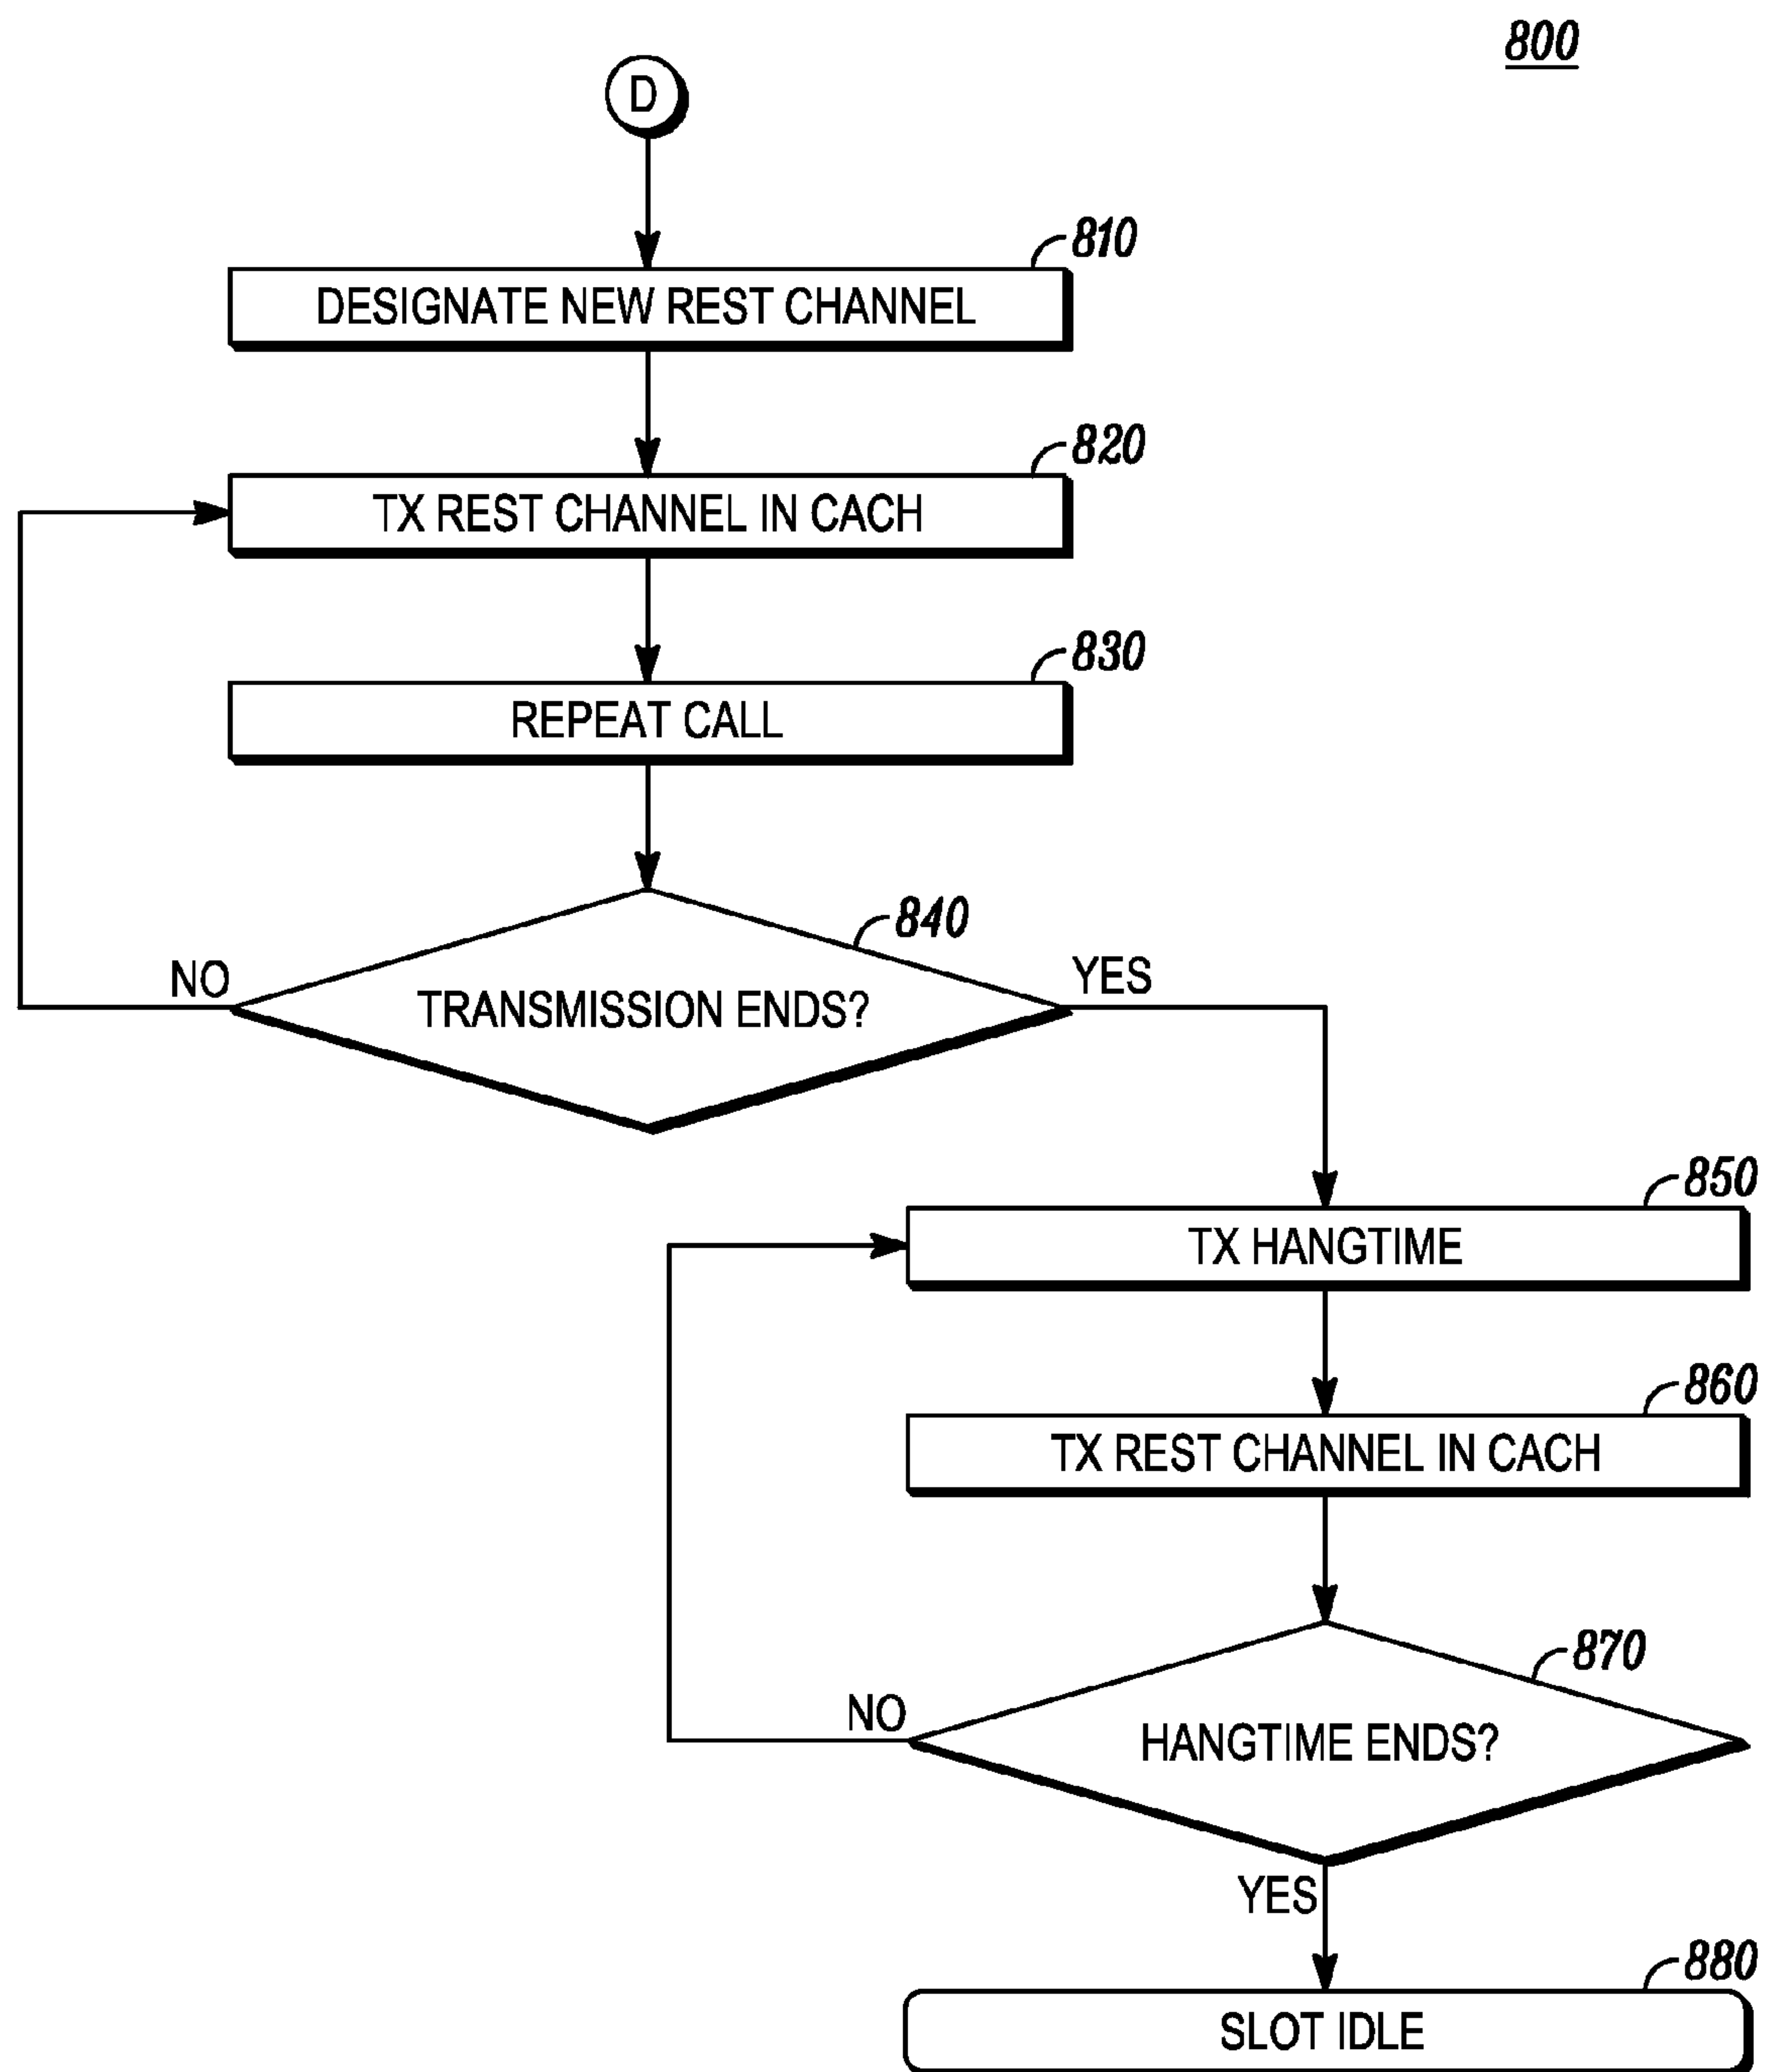 800
D
810
DESIGNATE NEW REST CHANNEL
820
TX REST CHANNEL IN CACH
830
REPEAT CALL
840
NO
YES
TRANSMISSION ENDS?
850
TX HANGTIME
860
TX REST CHANNEL IN CACH
870
NO
HANGTIME ENDS?
YES
880
SLOT IDLE